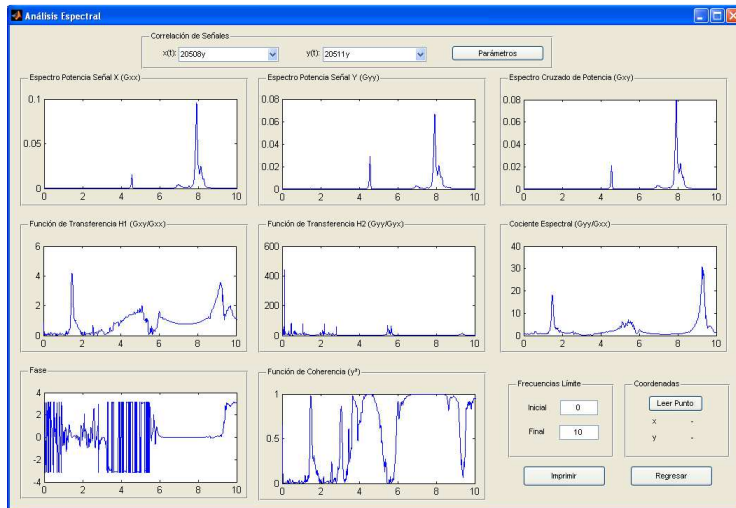 Análisis Espectral
Correlación de Señales
x(t): 20508y y(t): 20511y Parámetros
Espectro Potencia Señal X (Gxx)
0.1
0.05
0
0 2 4 6 8 10
Espectro Potencia Señal Y (Gyy)
0.08
0.06
0.04
0.02
0
0 2 4 6 8 10
Espectro Cruzado de Potencia (Gxy)
0.08
0.06
0.04
0.02
0
0 2 4 6 8 10
Función de Transferencia H1 (Gxy/Gxx)
6
4
2
0
0 2 4 6 8 10
Función de Transferencia H2 (Gyy/Gyx)
600
400
200
0
0 2 4 6 8 10
Cociente Espectral (Gyy/Gxx)
40
30
20
10
0
0 2 4 6 8 10
Fase
4
2
0
-2
-4
0 2 4 6 8 10
Función de Coherencia (γ²)
1
0.5
0
0 2 4 6 8 10
Frecuencias Límite
Inicial 0
Final 10
Coordenadas
Leer Punto
x -
y -
Imprimir
Regresar